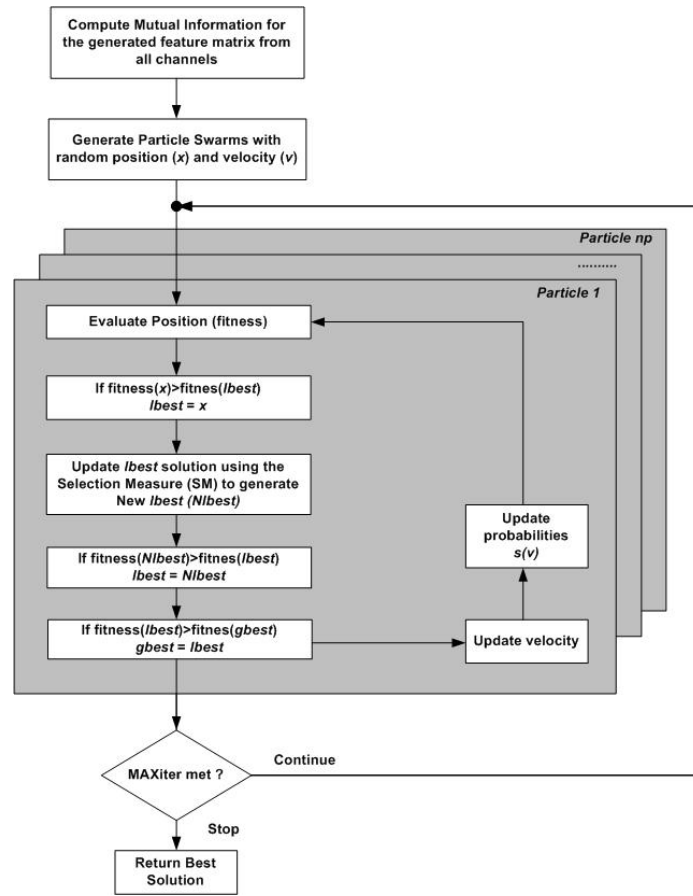 Compute Mutual Information for
the generated feature matrix from
all channels
Generate Particle Swarms with
random position (x) and velocity (v)
Particle np
..........
Particle 1
Evaluate Position (fitness)
If fitness(x)>fitnes(lbest)
lbest = x
Update lbest solution using the
Selection Measure (SM) to generate
New lbest (Nlbest)
If fitness(Nlbest)>fitnes(lbest)
lbest = Nlbest
If fitness(lbest)>fitnes(gbest)
gbest = lbest
Update
probabilities
s(v)
Update velocity
MAXiter met ?
Continue
Stop
Return Best
Solution